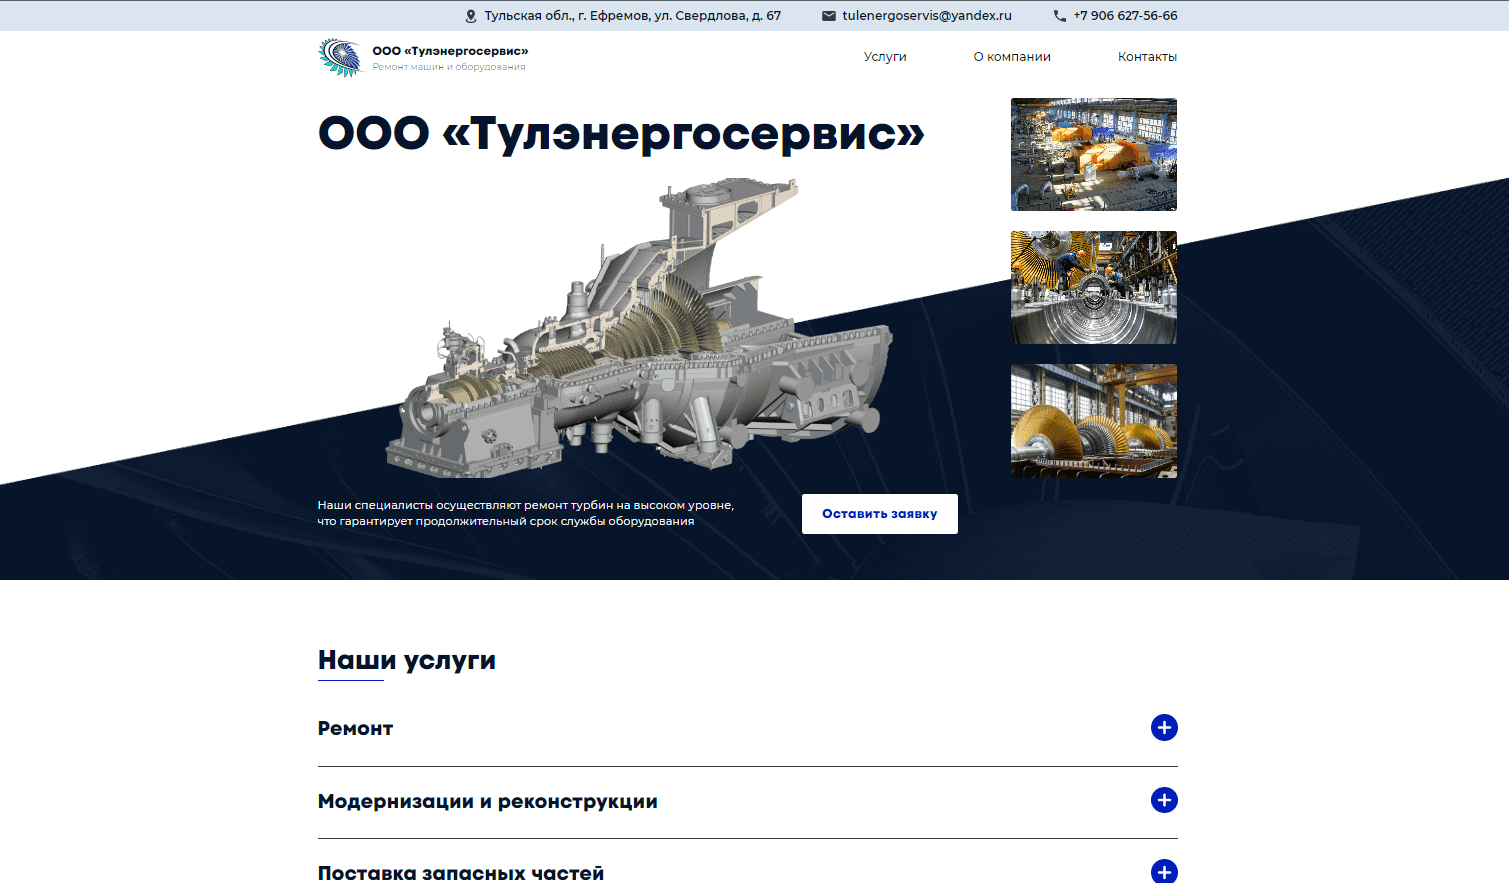 Тульская обл., г. Ефремов, ул. Свердлова, д. 67
tulenergoservis@yandex.ru
+7 906 627-56-66
ООО «Тулэнергосервис»
Ремонт машин и оборудования
Услуги
О компании
Контакты
ООО «Тулэнергосервис»
Наши специалисты осуществляют ремонт турбин на высоком уровне,
что гарантирует продолжительный срок службы оборудования
Оставить заявку
Наши услуги
Ремонт
Модернизации и реконструкции
Поставка запасных частей